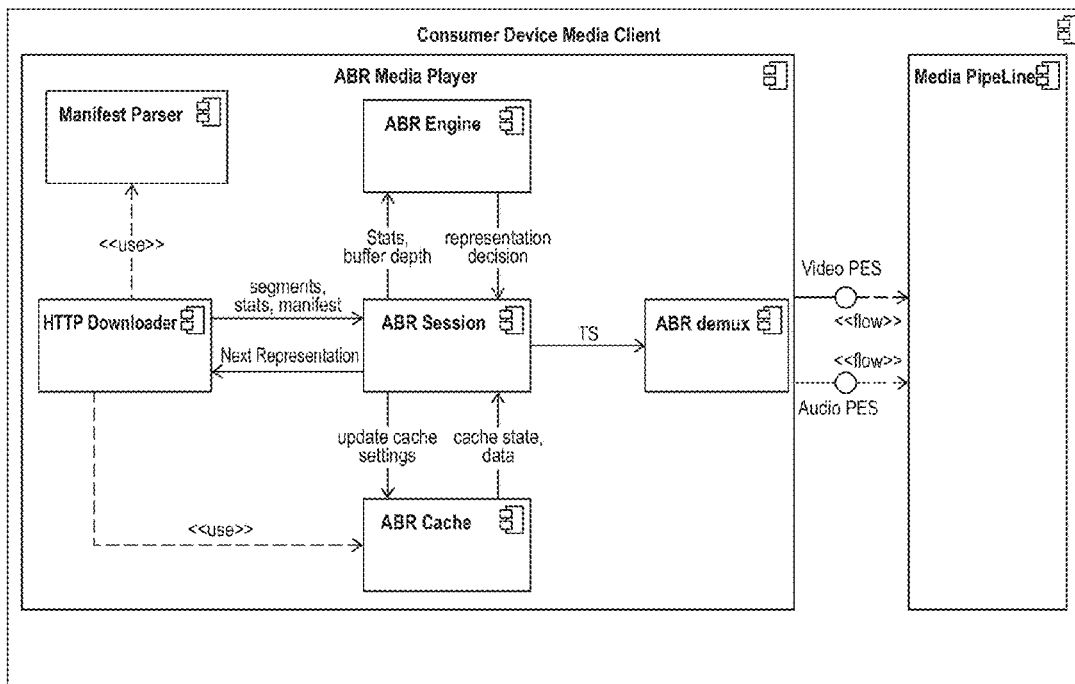 Consumer Device Media Client
ABR Media Player
Media PipeLine
Manifest Parser
ABR Engine
<<use>>
Stats,
buffer depth
representation
decision
Video PES
<<flow>>
HTTP Downloader
segments,
stats, manifest
Next Representation
ABR Session
TS
ABR demux
<<flow>>
Audio PES
update cache
settings
cache state,
data
<<use>>
ABR Cache